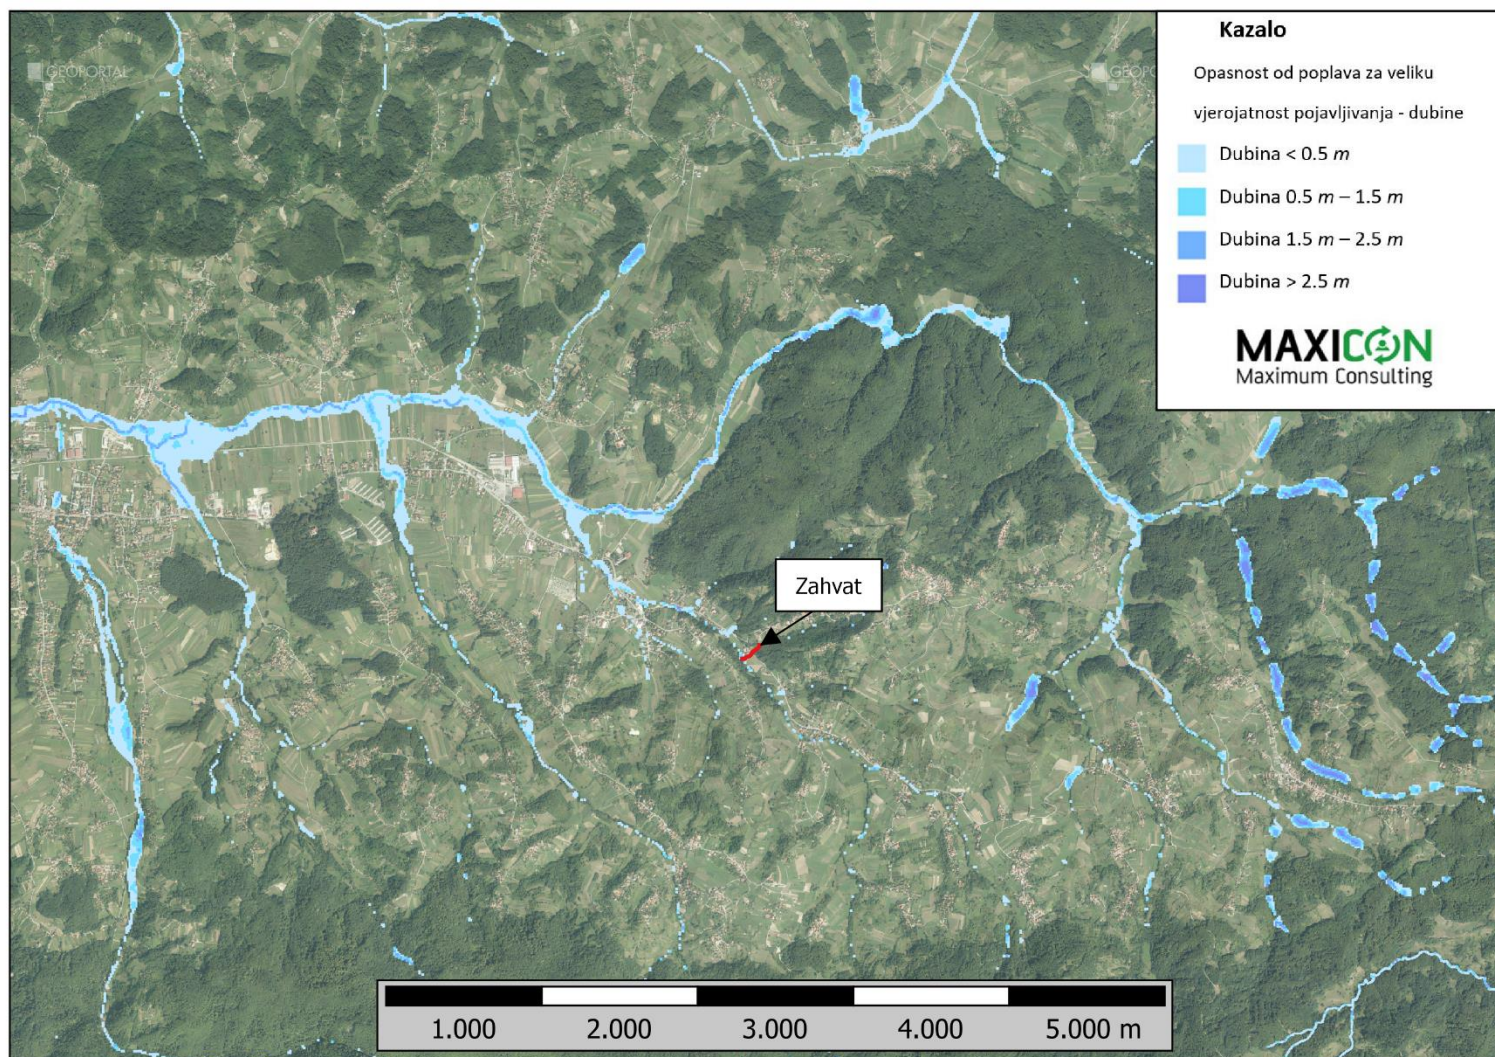 GEOPORTAL
GEOPO
Kazalo
Opasnost od poplava za veliku
vjerojatnost pojavljivanja - dubine
Dubina < 0.5 m
Dubina 0.5 m – 1.5 m
Dubina 1.5 m – 2.5 m
Dubina > 2.5 m
MAXICON
Maximum Consulting
Zahvat
1.000 2.000 3.000 4.000 5.000 m